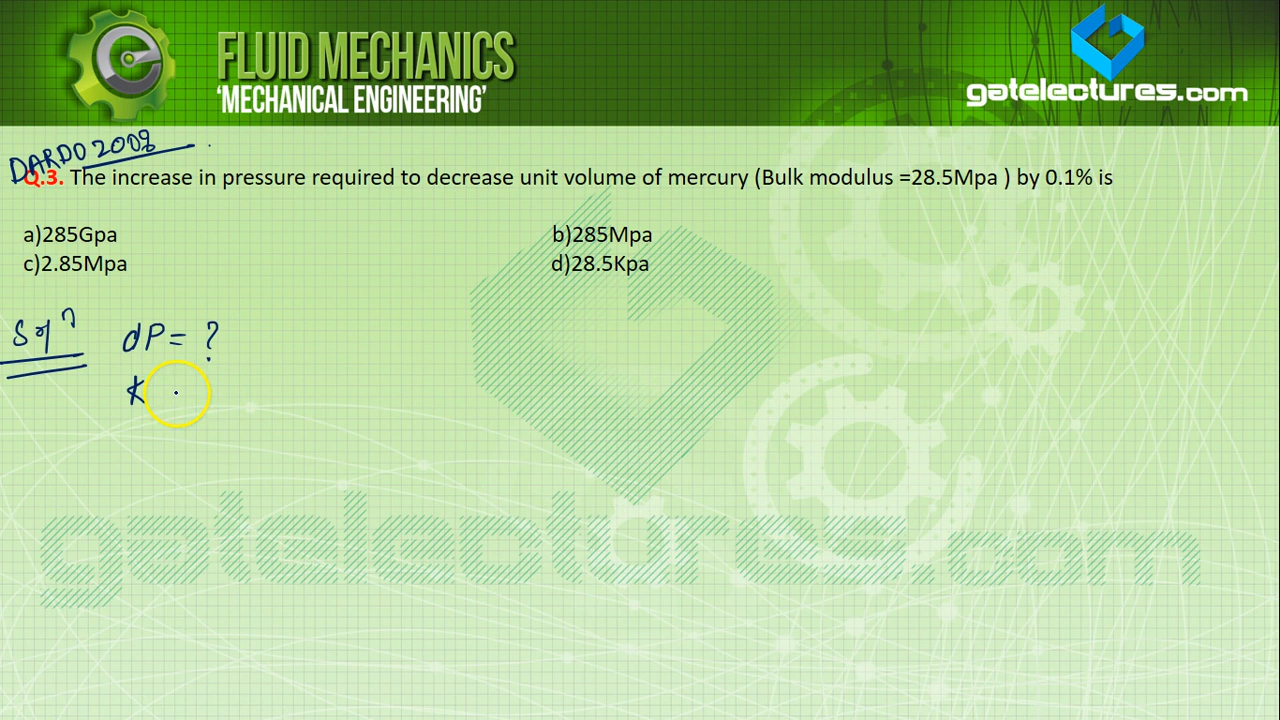 FLUID MECHANICS
'MECHANICAL ENGINEERING'
gatelectures.com
DARDO 2008
Q.3. The increase in pressure required to decrease unit volume of mercury (Bulk modulus =28.5Mpa ) by 0.1% is
a)285Gpa b)285Mpa
c)2.85Mpa d)28.5Kpa
dP = ?
K
gatelectures.com